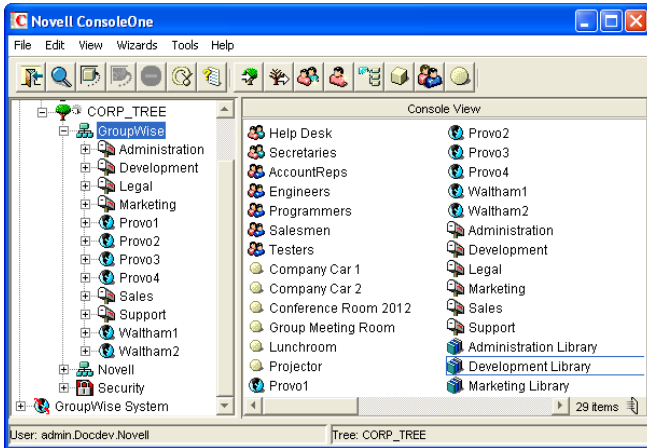 Novell ConsoleOne
File Edit View Wizards Tools Help
CORP_TREE
GroupWise
Administration
Development
Legal
Marketing
Provo1
Provo2
Provo3
Provo4
Sales
Support
Waltham1
Waltham2
Novell
Security
GroupWise System
Console View
Help Desk
Secretaries
AccountReps
Engineers
Programmers
Salesmen
Testers
Company Car 1
Company Car 2
Conference Room 2012
Group Meeting Room
Lunchroom
Projector
Provo1
Provo2
Provo3
Provo4
Waltham1
Waltham2
Administration
Development
Legal
Marketing
Sales
Support
Administration Library
Development Library
Marketing Library
29 items
User: admin.Docdev.Novell
Tree: CORP_TREE